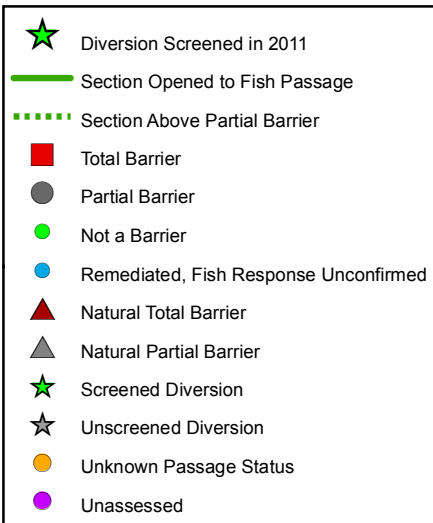 Diversion Screened in 2011
Section Opened to Fish Passage
Section Above Partial Barrier
Total Barrier
Partial Barrier
Not a Barrier
Remediated, Fish Response Unconfirmed
Natural Total Barrier
Natural Partial Barrier
Screened Diversion
Unscreened Diversion
Unknown Passage Status
Unassessed